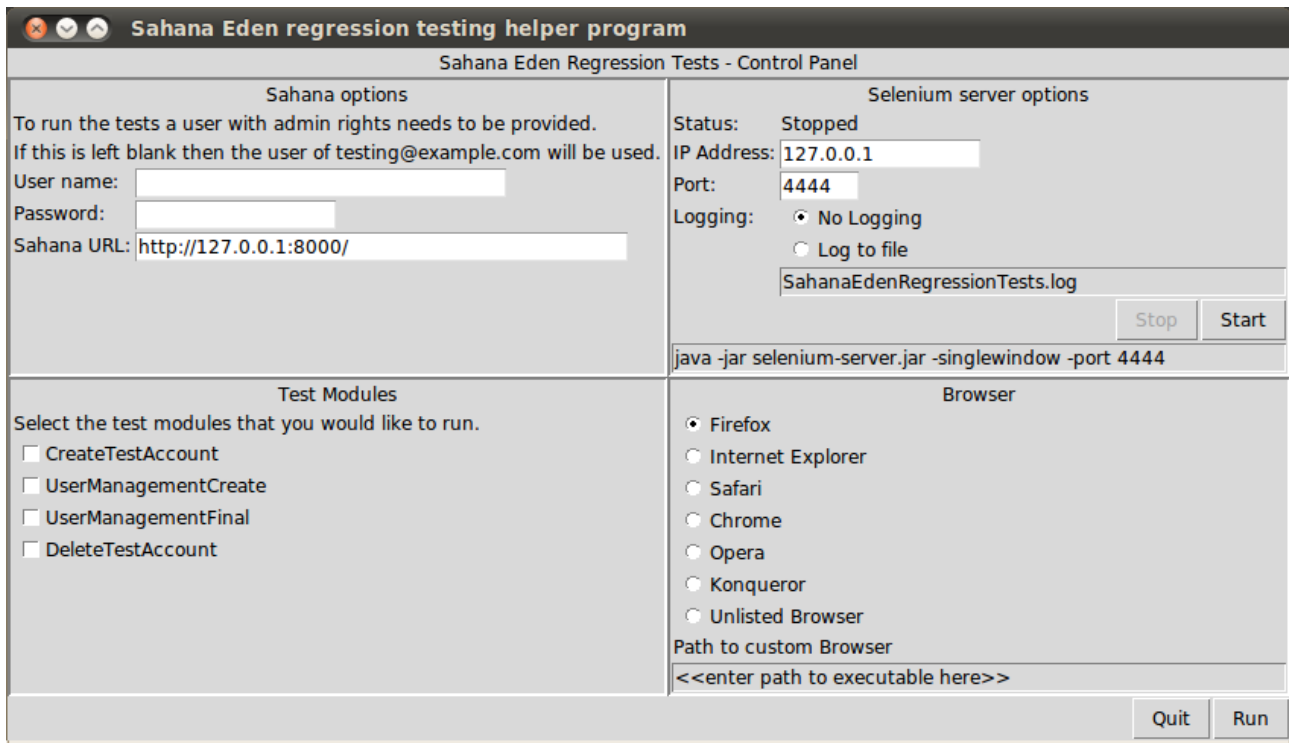 Sahana Eden regression testing helper program
Sahana Eden Regression Tests - Control Panel
Sahana options
To run the tests a user with admin rights needs to be provided.
If this is left blank then the user of testing@example.com will be used.
User name:
Password:
Sahana URL: http://127.0.0.1:8000/
Selenium server options
Status: Stopped
IP Address: 127.0.0.1
Port: 4444
Logging: No Logging
Log to file
SahanaEdenRegressionTests.log
Stop Start
java -jar selenium-server.jar -singlewindow -port 4444
Test Modules
Select the test modules that you would like to run.
CreateTestAccount
UserManagementCreate
UserManagementFinal
DeleteTestAccount
Browser
Firefox
Internet Explorer
Safari
Chrome
Opera
Konqueror
Unlisted Browser
Path to custom Browser
<<enter path to executable here>>
Quit Run